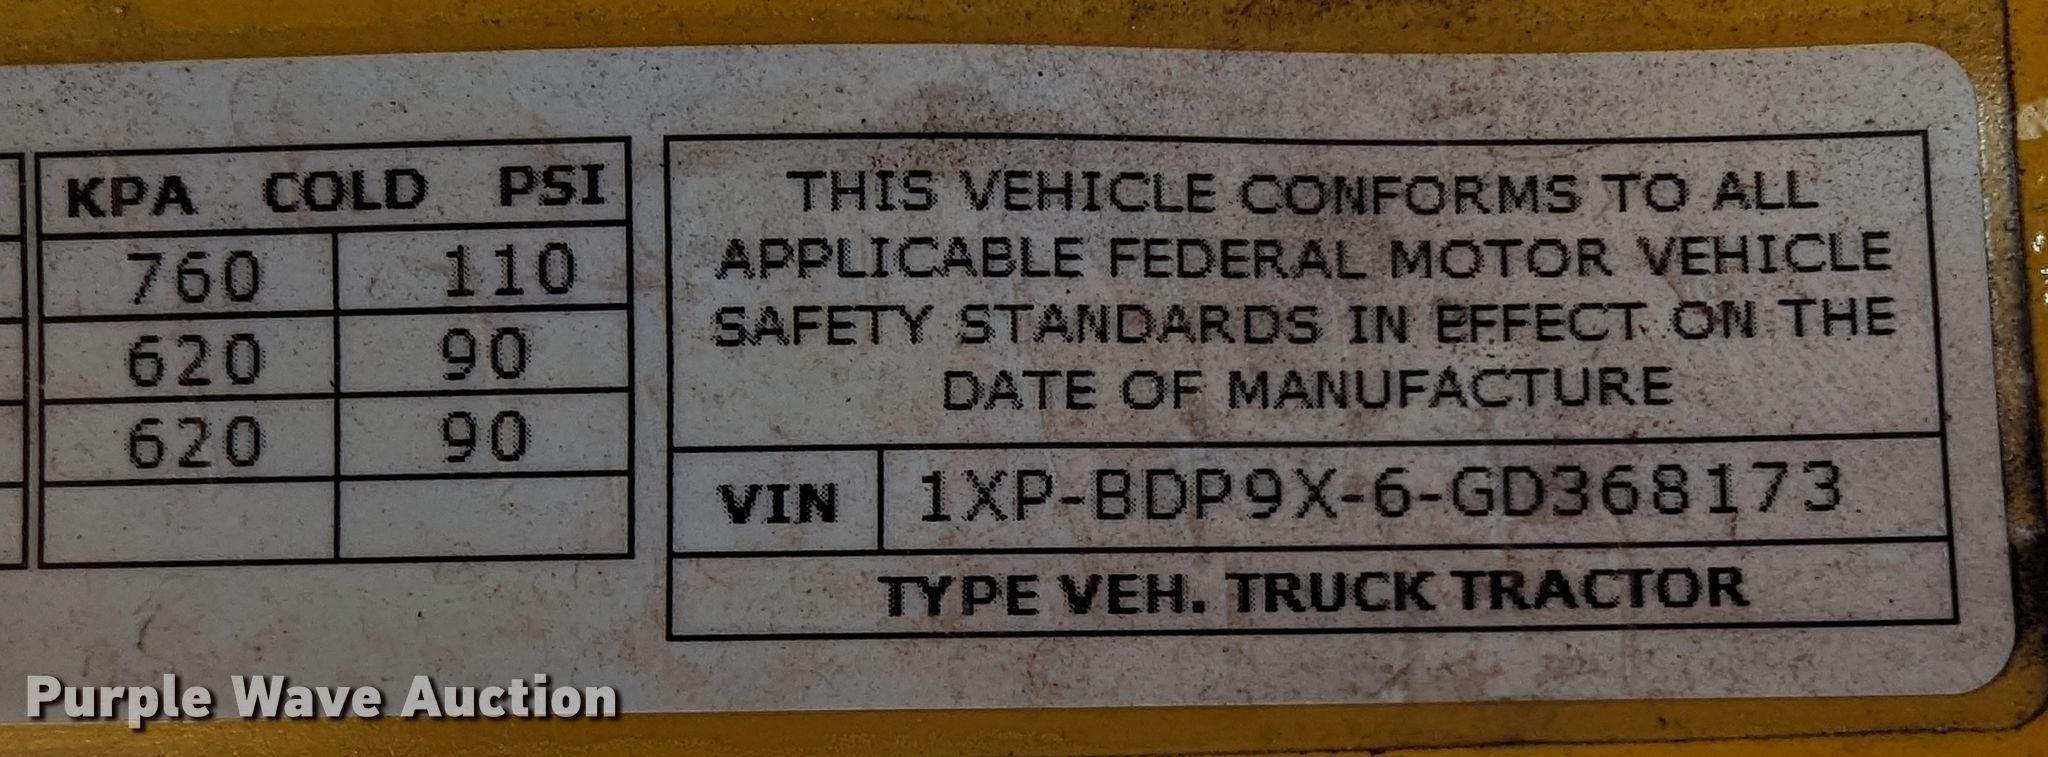 KPA COLD PSI
760 110
620 90
620 90
THIS VEHICLE CONFORMS TO ALL
APPLICABLE FEDERAL MOTOR VEHICLE
SAFETY STANDARDS IN EFFECT ON THE
DATE OF MANUFACTURE
VIN 1XP-BDP9X-6-GD368173
TYPE VEH. TRUCK TRACTOR
Purple Wave Auction